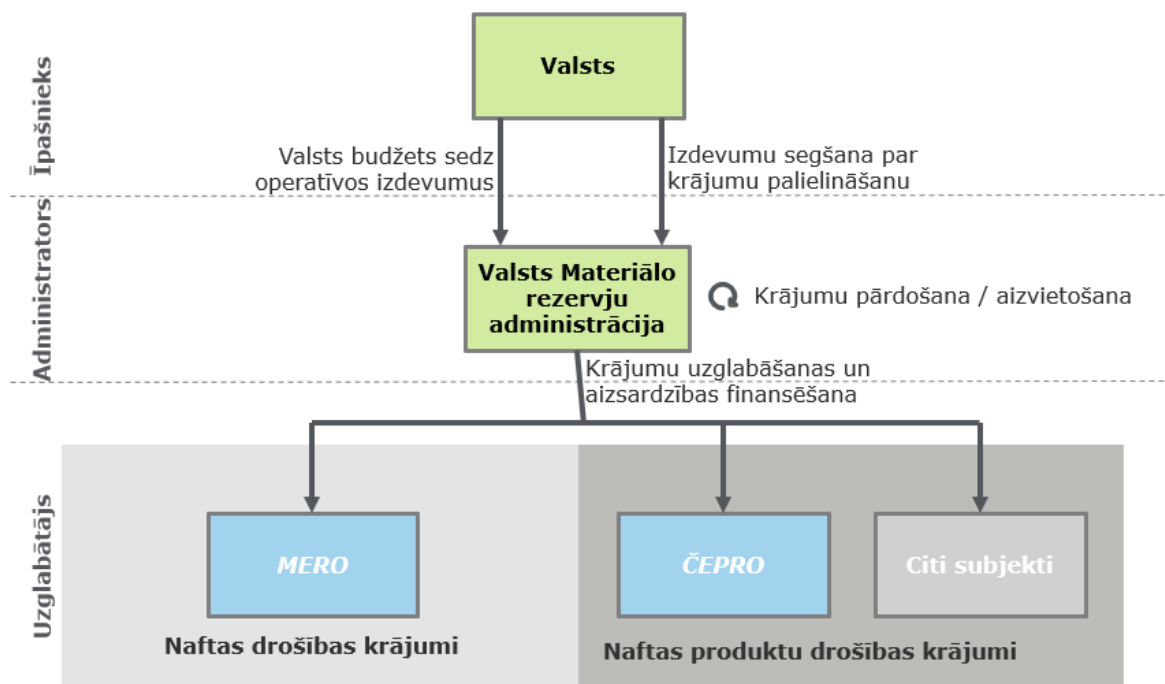 Īpašnieks
Valsts
Valsts budžets sedz
operatīvos izdevumus
Izdevumu segšana par
krājumu palielināšanu
Administrators
Valsts Materiālo
rezervju
administrācija
Krājumu pārdošana / aizvietošana
Krājumu uzglabāšanas un
aizsardzības finansēšana
Uzglabātājs
MERO
ČEPRO
Citi subjekti
Naftas drošības krājumi
Naftas produktu drošības krājumi